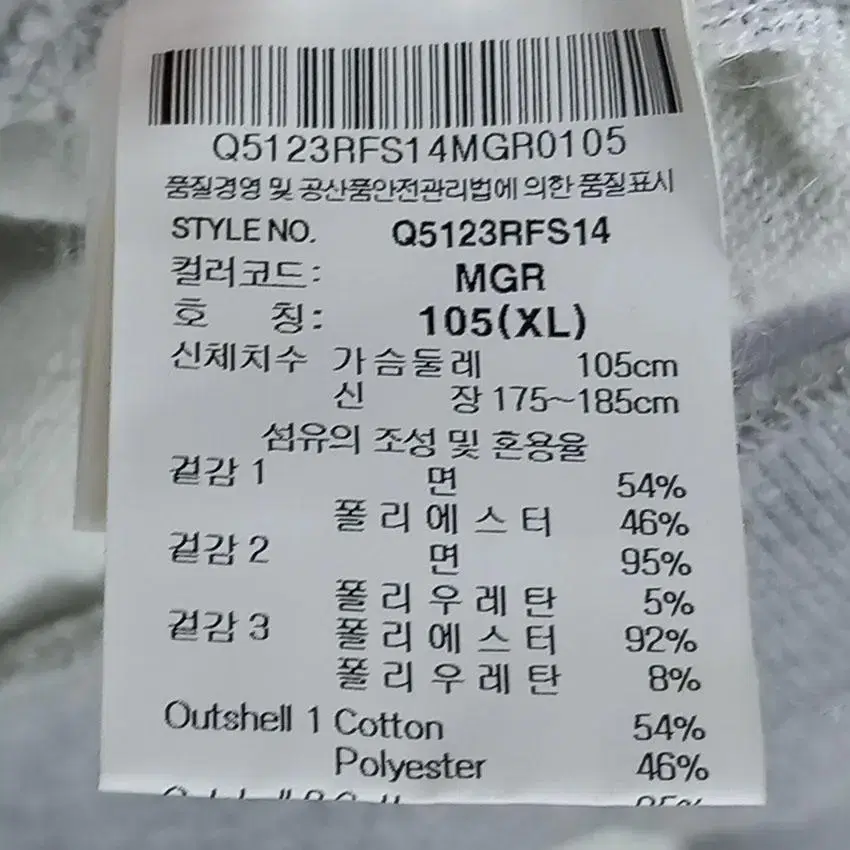 Q5123RFS14MGR0105
품질경영 및 공산품안전관리법에 의한 품질표시
STYLE NO. Q5123RFS14
컬러코드: MGR
호 칭: 105(XL)
신체치수 가슴둘레 105cm
신 장 175~185cm
섬유의 조성 및 혼용율
겉감 1 면 54%
폴리에스터 46%
겉감 2 면 95%
폴리우레탄 5%
겉감 3 폴리에스터 92%
폴리우레탄 8%
Outshell 1 Cotton 54%
Polyester 46%